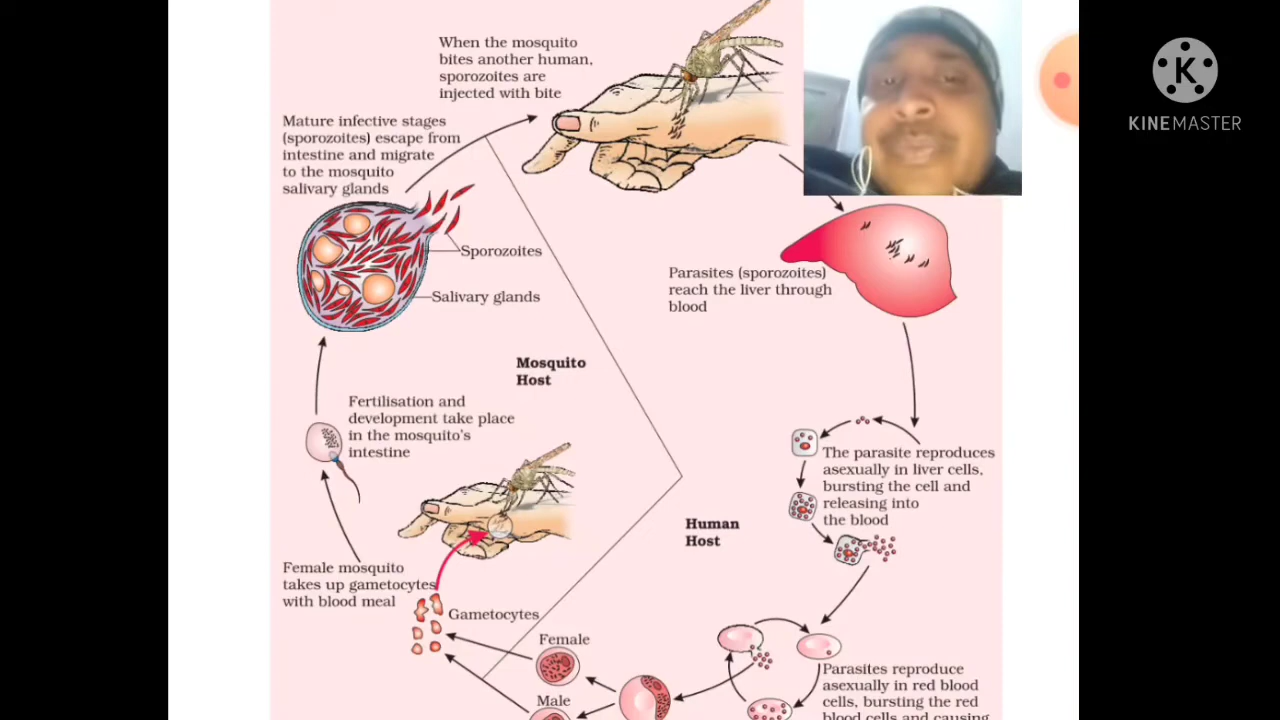 When the mosquito
bites another human,
sporozoites are
injected with bite
Mature infective stages
(sporozoites) escape from
intestine and migrate
to the mosquito
salivary glands
K
KINEMASTER
Sporozoites
Salivary glands
Parasites (sporozoites)
reach the liver through
blood
Mosquito
Host
Fertilisation and
development take place
in the mosquito's
intestine
The parasite reproduces
asexually in liver cells,
bursting the cell and
releasing into
the blood
Human
Host
Female mosquito
takes up gametocytes
with blood meal
Gametocytes
Female
Male
Parasites reproduce
asexually in red blood
cells, bursting the red
blood cells and causing